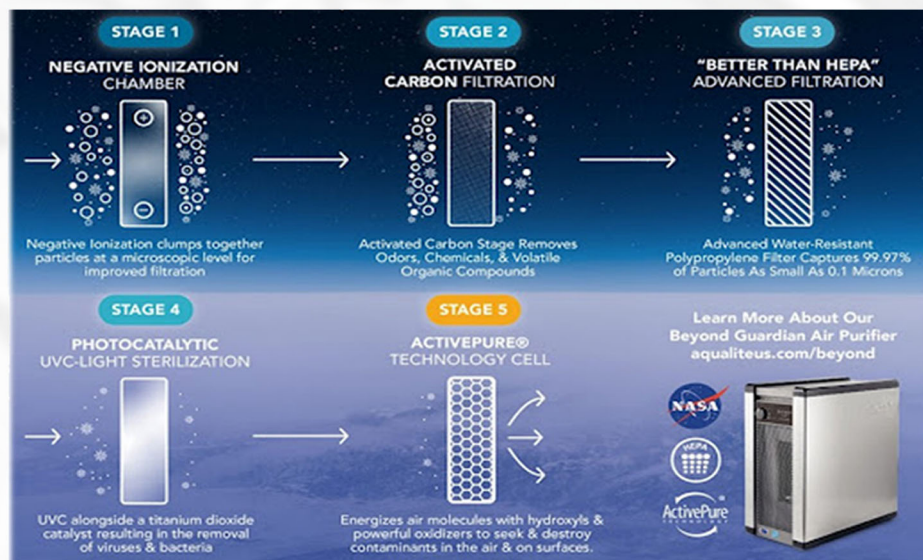 STAGE 1
NEGATIVE IONIZATION
CHAMBER
Negative Ionization clumps together
particles at a microscopic level for
improved filtration
STAGE 2
ACTIVATED
CARBON FILTRATION
Activated Carbon Stage Removes
Odors, Chemicals, & Volatile
Organic Compounds
STAGE 3
"BETTER THAN HEPA"
ADVANCED FILTRATION
Advanced Water-Resistant
Polypropylene Filter Captures 99.97%
of Particles As Small As 0.1 Microns
STAGE 4
PHOTOCATALYTIC
UVC-LIGHT STERILIZATION
UVC alongside a titanium dioxide
catalyst resulting in the removal
of viruses & bacteria
STAGE 5
ACTIVEPURE®
TECHNOLOGY CELL
Energizes air molecules with hydroxyls &
powerful oxidizers to seek & destroy
contaminants in the air & on surfaces.
Learn More About Our
Beyond Guardian Air Purifier
aqualiteus.com/beyond
NASA
HEPA
ActivePure
TECHNOLOGY